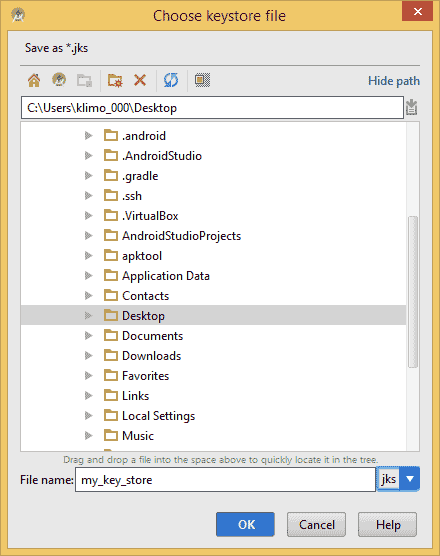 Choose keystore file
Save as *.jks
Hide path
C:\Users\klimo_000\Desktop
.android
.AndroidStudio
.gradle
.ssh
.VirtualBox
AndroidStudioProjects
apktool
Application Data
Contacts
Desktop
Documents
Downloads
Favorites
Links
Local Settings
Music
Drag and drop a file into the space above to quickly locate it in the tree.
File name: my_key_store jks
OK Cancel Help